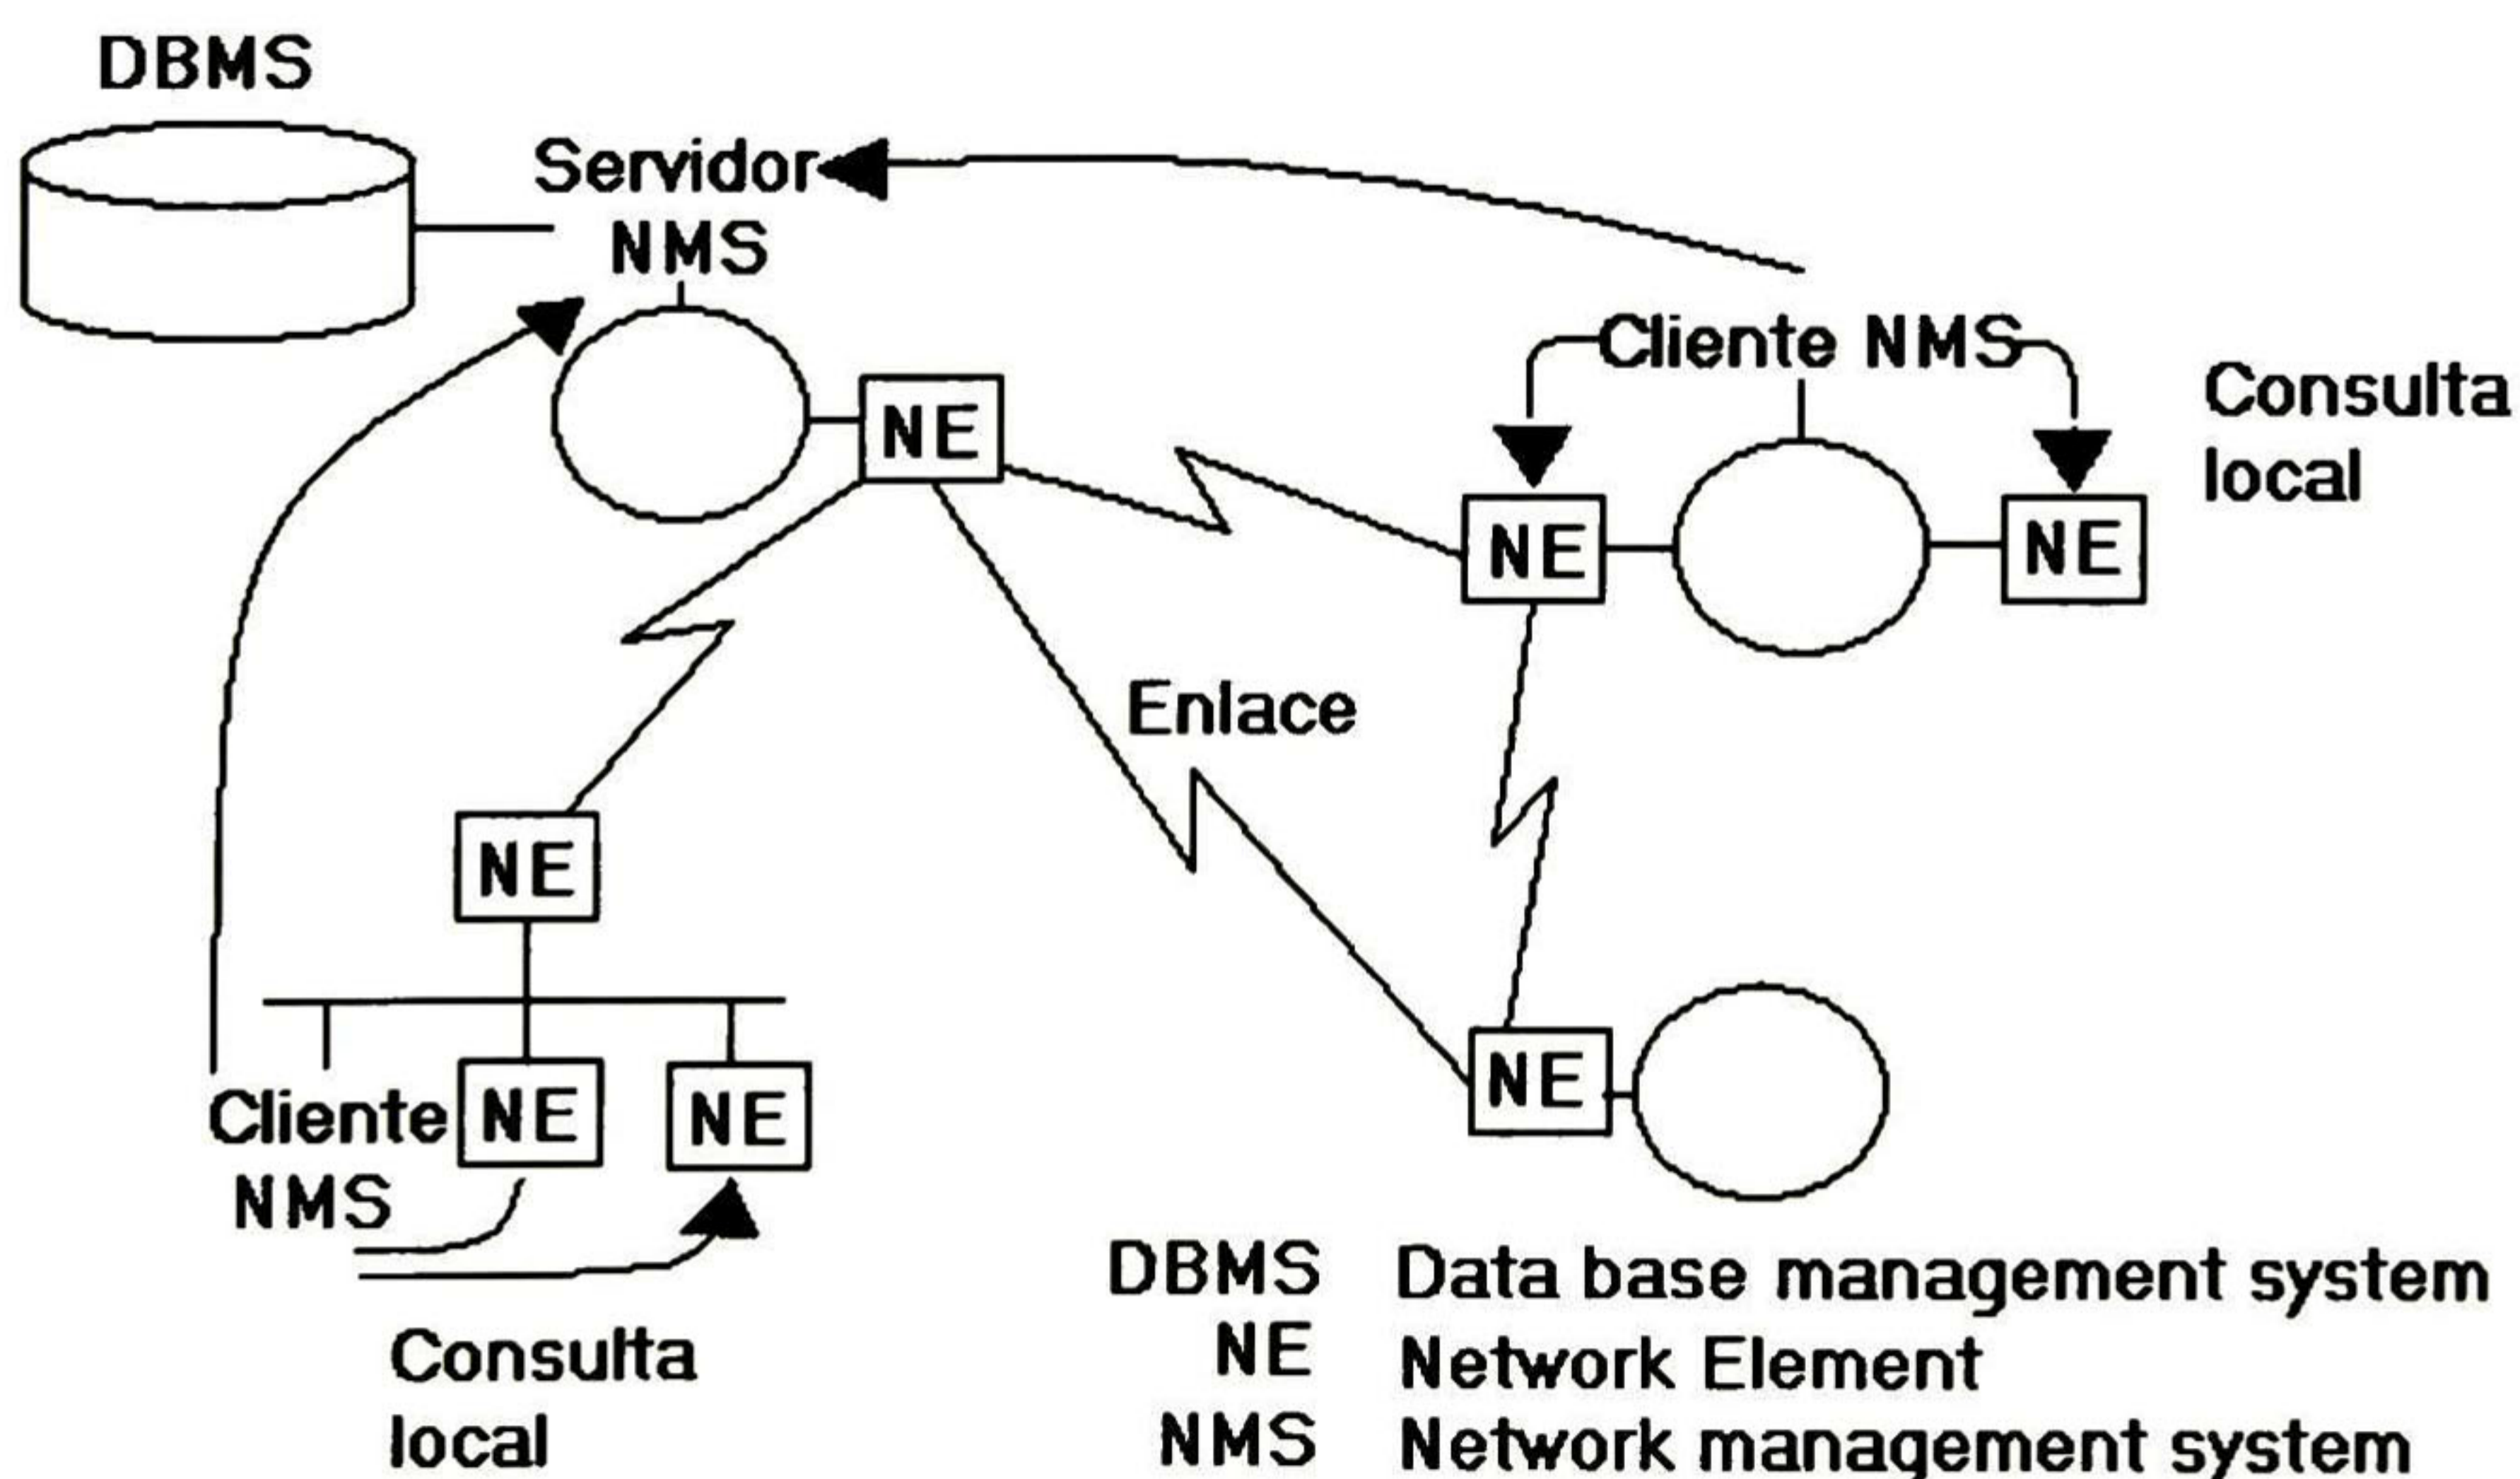 DBMS
Servidor
NMS
Cliente NMS
Consulta
local
NE
NE
NE
Enlace
NE
NE
Cliente
NMS
NE
NE
Consulta
local
DBMS Data base management system
NE Network Element
NMS Network management system